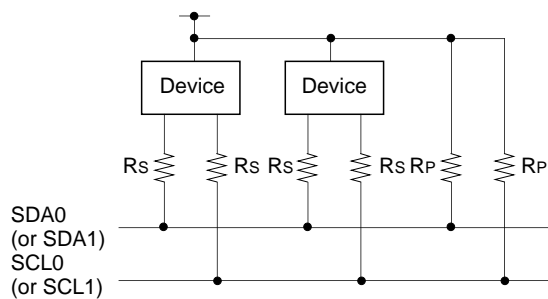 Device Device
Rs Rs Rs Rs RP RP
SDA0
(or SDA1)
SCL0
(or SCL1)